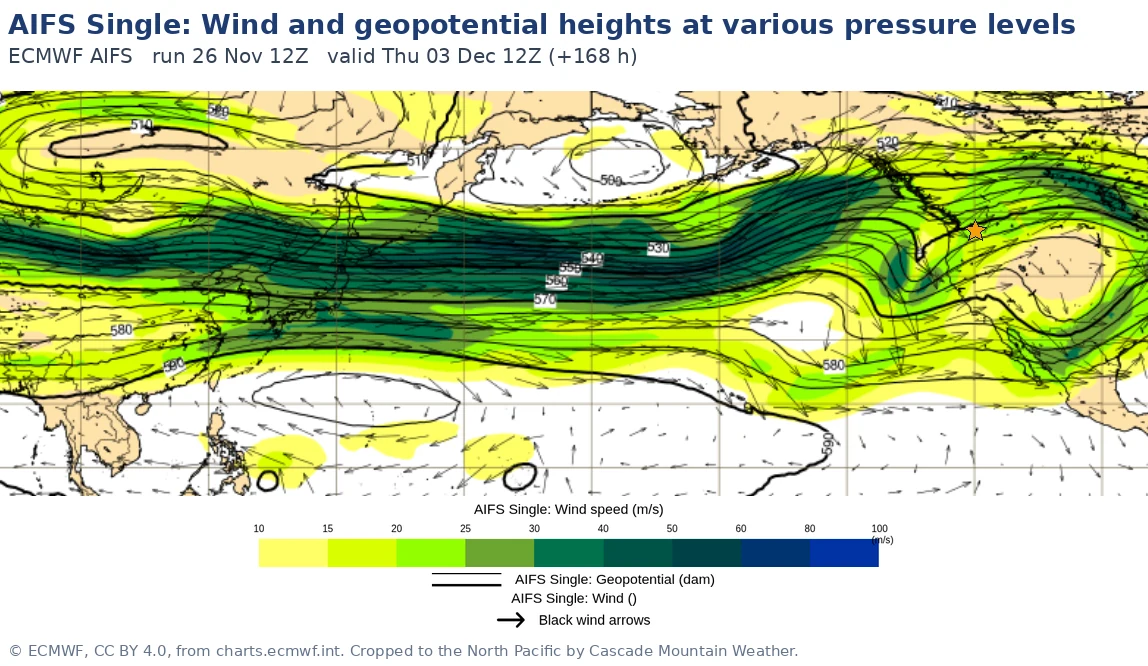 AIFS Single: Wind and geopotential heights at various pressure levels
ECMWF AIFS run 26 Nov 12Z valid Thu 03 Dec 12Z (+168 h)
520
510
510
510
520
500
530
540
550
560
570
580
590
580
590
AIFS Single: Wind speed (m/s)
10 15 20 25 30 40 50 60 80 100
(m/s)
AIFS Single: Geopotential (dam)
AIFS Single: Wind ()
Black wind arrows
© ECMWF, CC BY 4.0, from charts.ecmwf.int. Cropped to the North Pacific by Cascade Mountain Weather.